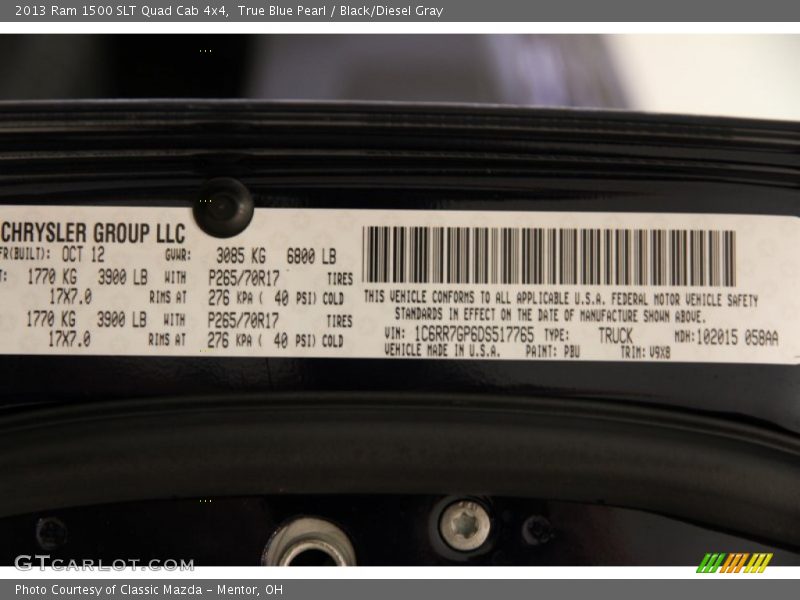 2013 Ram 1500 SLT Quad Cab 4x4, True Blue Pearl / Black/Diesel Gray
CHRYSLER GROUP LLC
FR(BUILT): OCT 12 GVWR: 3085 KG 6800 LB
T: 1770 KG 3900 LB WITH P265/70R17 TIRES
17X7.0 RIMS AT 276 KPA ( 40 PSI) COLD
1770 KG 3900 LB WITH P265/70R17 TIRES
17X7.0 RIMS AT 276 KPA ( 40 PSI) COLD
THIS VEHICLE CONFORMS TO ALL APPLICABLE U.S.A. FEDERAL MOTOR VEHICLE SAFETY
STANDARDS IN EFFECT ON THE DATE OF MANUFACTURE SHOWN ABOVE.
VIN: 1C6RR7GP6DS517765 TYPE: TRUCK MDH:102015 058AA
VEHICLE MADE IN U.S.A. PAINT: PBU TRIM: V9X8
GTCarLot.com
Photo Courtesy of Classic Mazda - Mentor, OH